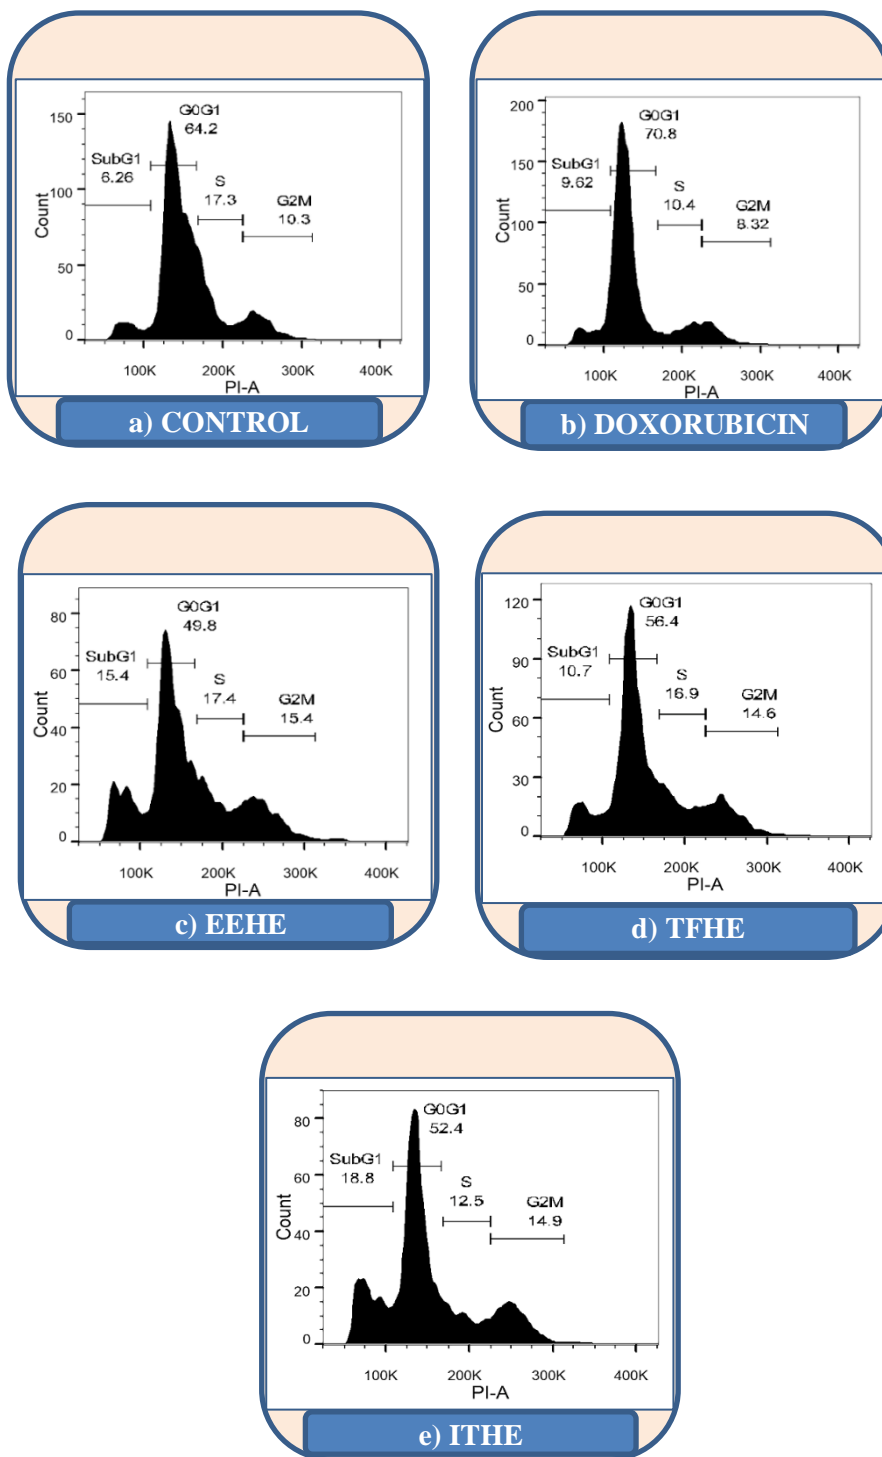 150
100
50
0
Count
G0G1
64.2
SubG1
6.26
S
17.3
G2M
10.3
100K 200K 300K 400K
PI-A
a) CONTROL
200
150
100
50
0
Count
G0G1
70.8
SubG1
9.62
S
10.4
G2M
8.32
100K 200K 300K 400K
PI-A
b) DOXORUBICIN
80
60
40
20
0
Count
G0G1
49.8
SubG1
15.4
S
17.4
G2M
15.4
100K 200K 300K 400K
PI-A
c) EEHE
120
90
60
30
0
Count
G0G1
56.4
SubG1
10.7
S
16.9
G2M
14.6
100K 200K 300K 400K
PI-A
d) TFHE
80
60
40
20
0
Count
G0G1
52.4
SubG1
18.8
S
12.5
G2M
14.9
100K 200K 300K 400K
PI-A
e) ITHE